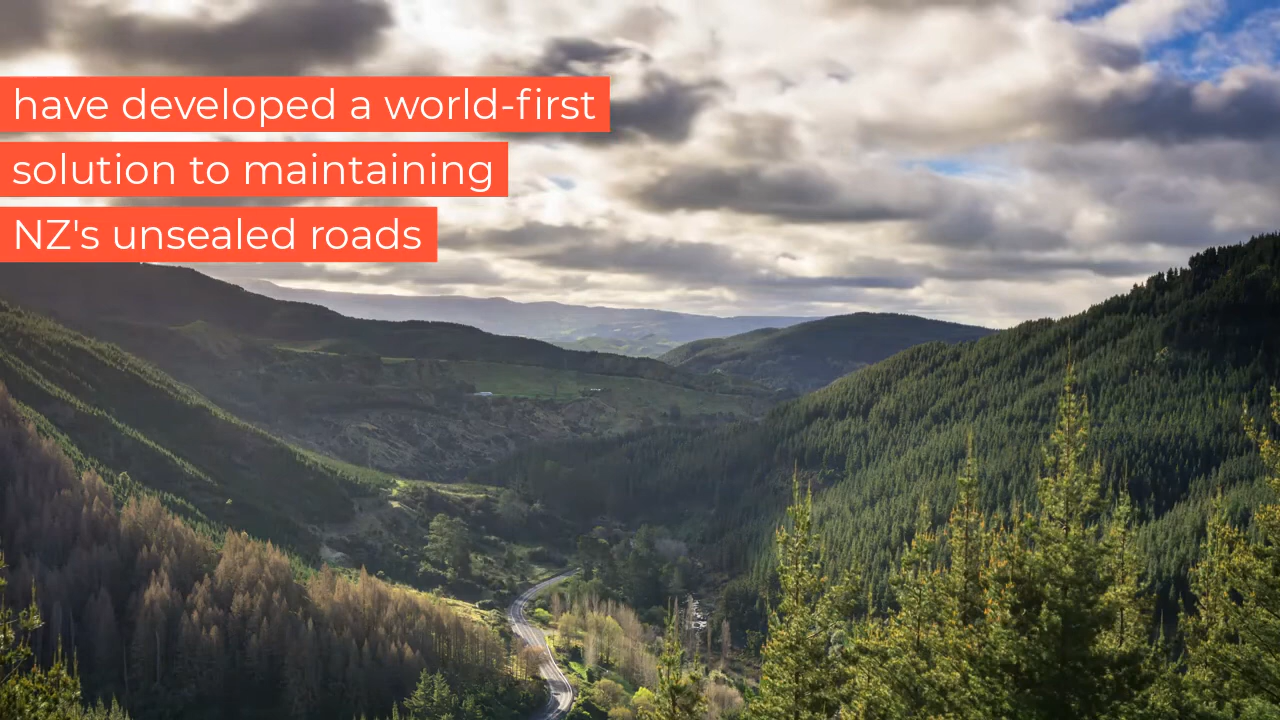 have developed a world-first
solution to maintaining
NZ's unsealed roads